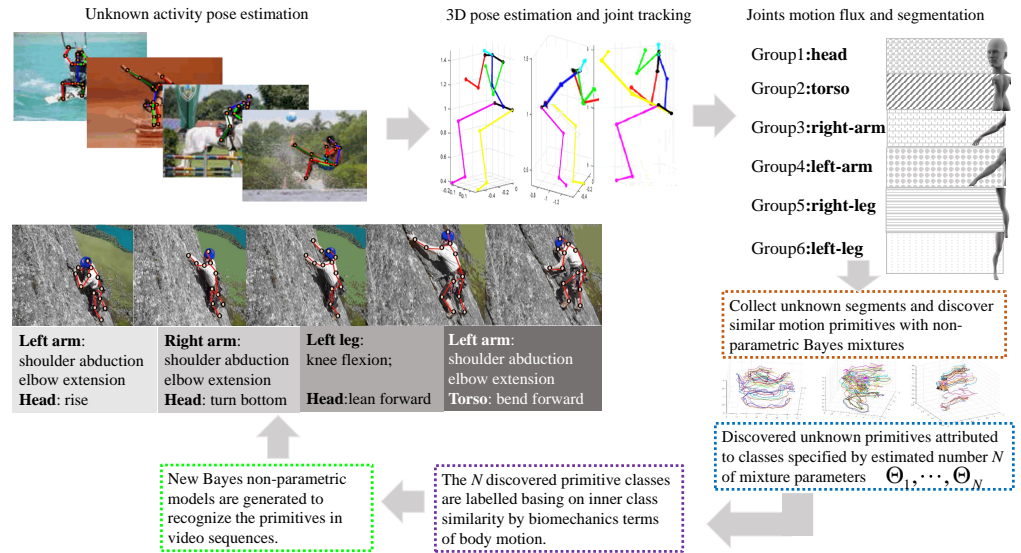 Unknown activity pose estimation
3D pose estimation and joint tracking
Joints motion flux and segmentation
Group1:head
Group2:torso
Group3:right-arm
Group4:left-arm
Group5:right-leg
Group6:left-leg
Collect unknown segments and discover
similar motion primitives with non-
parametric Bayes mixtures
Discovered unknown primitives attributed
to classes specified by estimated number N
of mixture parameters Θ1,⋯,ΘN
The N discovered primitive classes
are labelled basing on inner class
similarity by biomechanics terms
of body motion.
New Bayes non-parametric
models are generated to
recognize the primitives in
video sequences.
Left arm:
shoulder abduction
elbow extension
Head: rise
Right arm:
shoulder abduction
elbow extension
Head: turn bottom
Left leg:
knee flexion;
Head:lean forward
Left arm:
shoulder abduction
elbow extension
Torso: bend forward